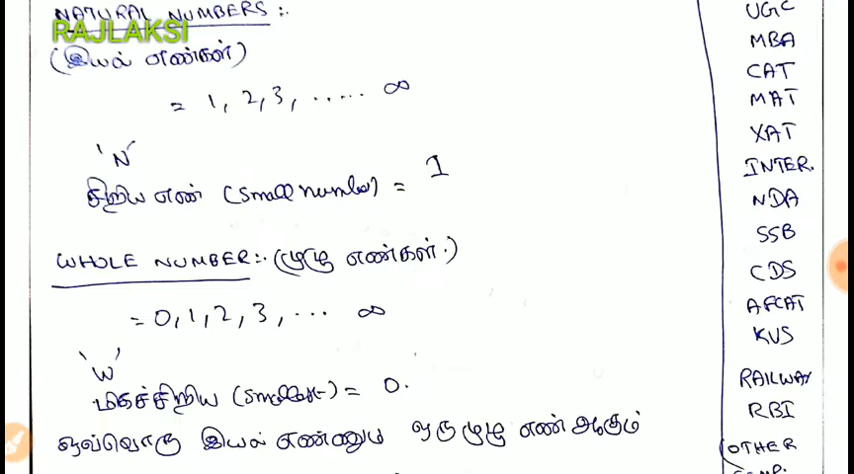 NATURAL NUMBERS :.
RAJLAKSI
(இயல் எண்கள்)
= 1, 2, 3, ..... ∞
'N'
சிறிய எண் (Small number) = 1
WHOLE NUMBER :. (முழு எண்கள்.)
= 0, 1, 2, 3, ... ∞
'W'
மிகச்சிறிய (Smallest) = 0.
ஒவ்வொரு இயல் எண்ணும் ஒரு முழு எண் ஆகும்
UGC
MBA
CAT
MAT
XAT
INTER.
NDA
SSB
CDS
AFCAT
KVS
RAILWAY
RBI
(OTHER